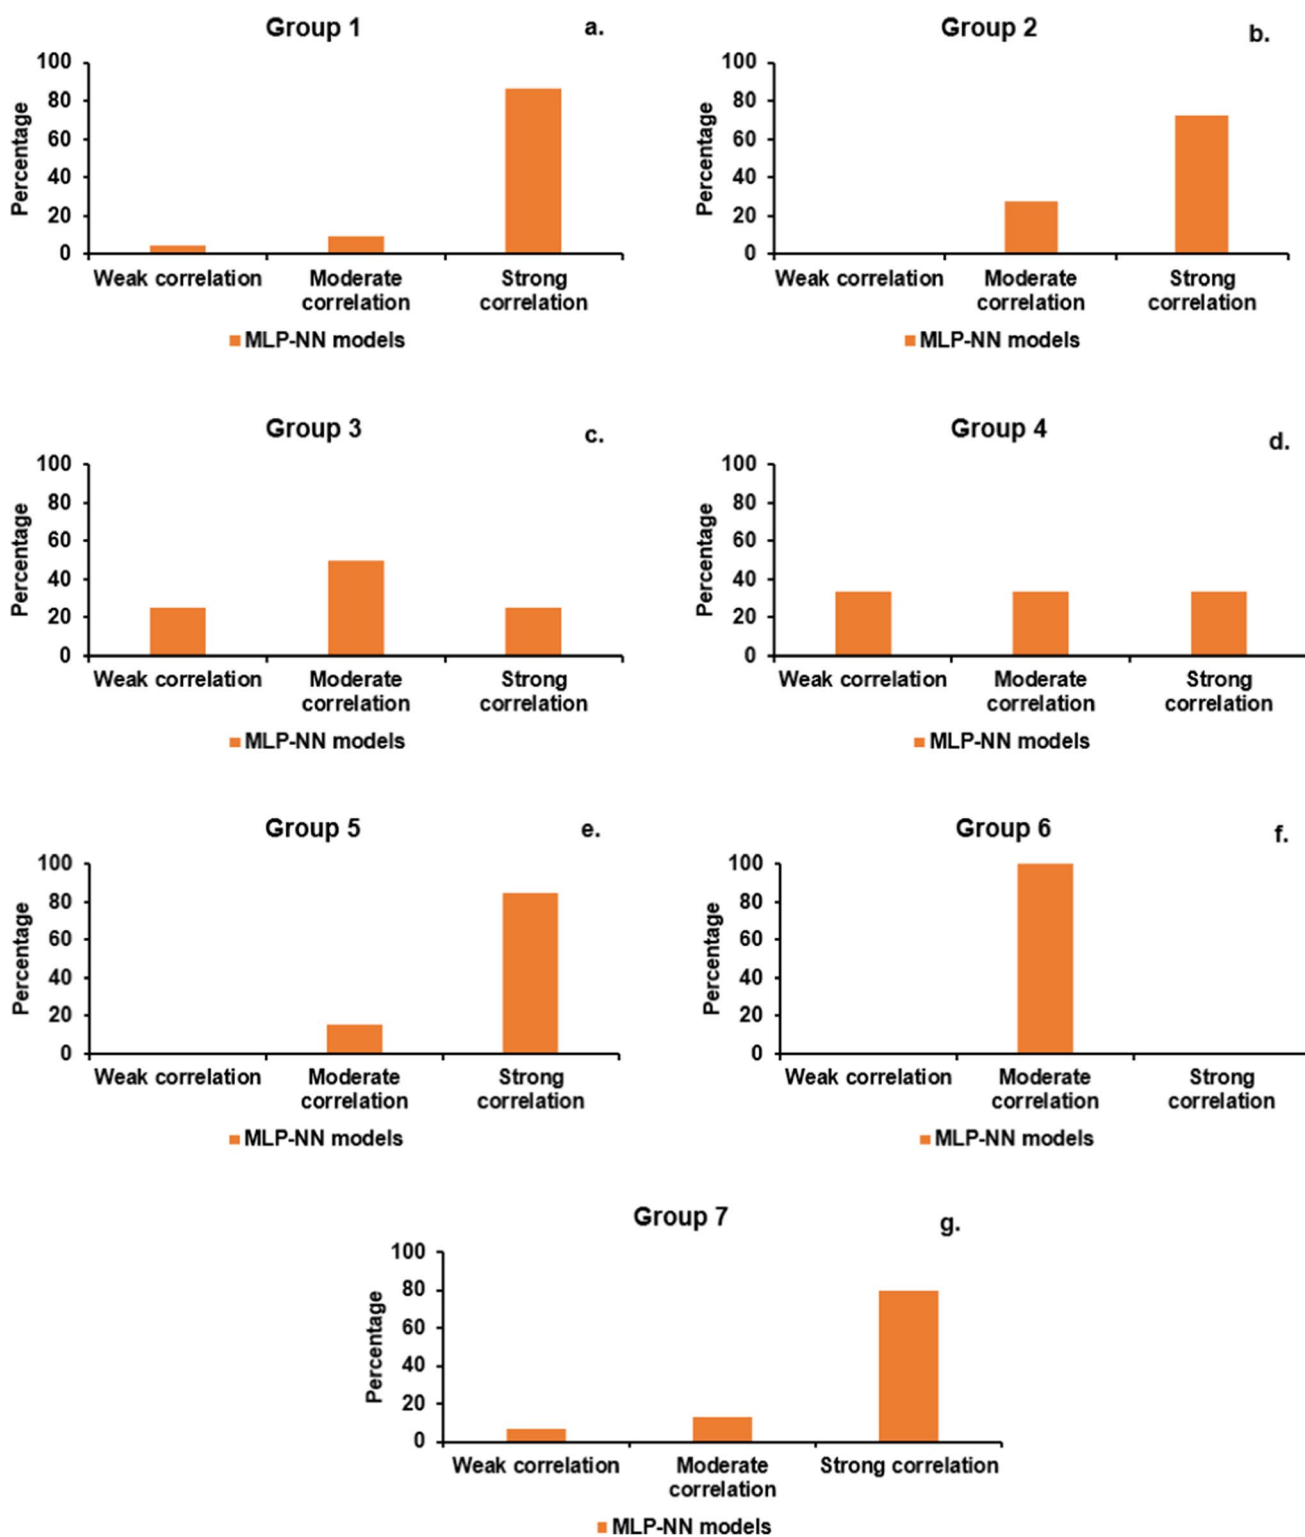 Group 1
a.
Percentage
100
80
60
40
20
0
Weak correlation
Moderate
correlation
Strong
correlation
MLP-NN models
Group 2
b.
Percentage
100
80
60
40
20
0
Weak correlation
Moderate
correlation
Strong
correlation
MLP-NN models
Group 3
c.
Percentage
100
80
60
40
20
0
Weak correlation
Moderate
correlation
Strong
correlation
MLP-NN models
Group 4
d.
Percentage
100
80
60
40
20
0
Weak correlation
Moderate
correlation
Strong
correlation
MLP-NN models
Group 5
e.
Percentage
100
80
60
40
20
0
Weak correlation
Moderate
correlation
Strong
correlation
MLP-NN models
Group 6
f.
Percentage
100
80
60
40
20
0
Weak correlation
Moderate
correlation
Strong
correlation
MLP-NN models
Group 7
g.
Percentage
100
80
60
40
20
0
Weak correlation
Moderate
correlation
Strong correlation
MLP-NN models